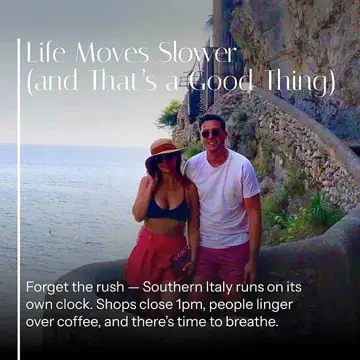 Life Moves Slower
(and That's a Good Thing)
Forget the rush — Southern Italy runs on its
own clock. Shops close 1pm, people linger
over coffee, and there's time to breathe.